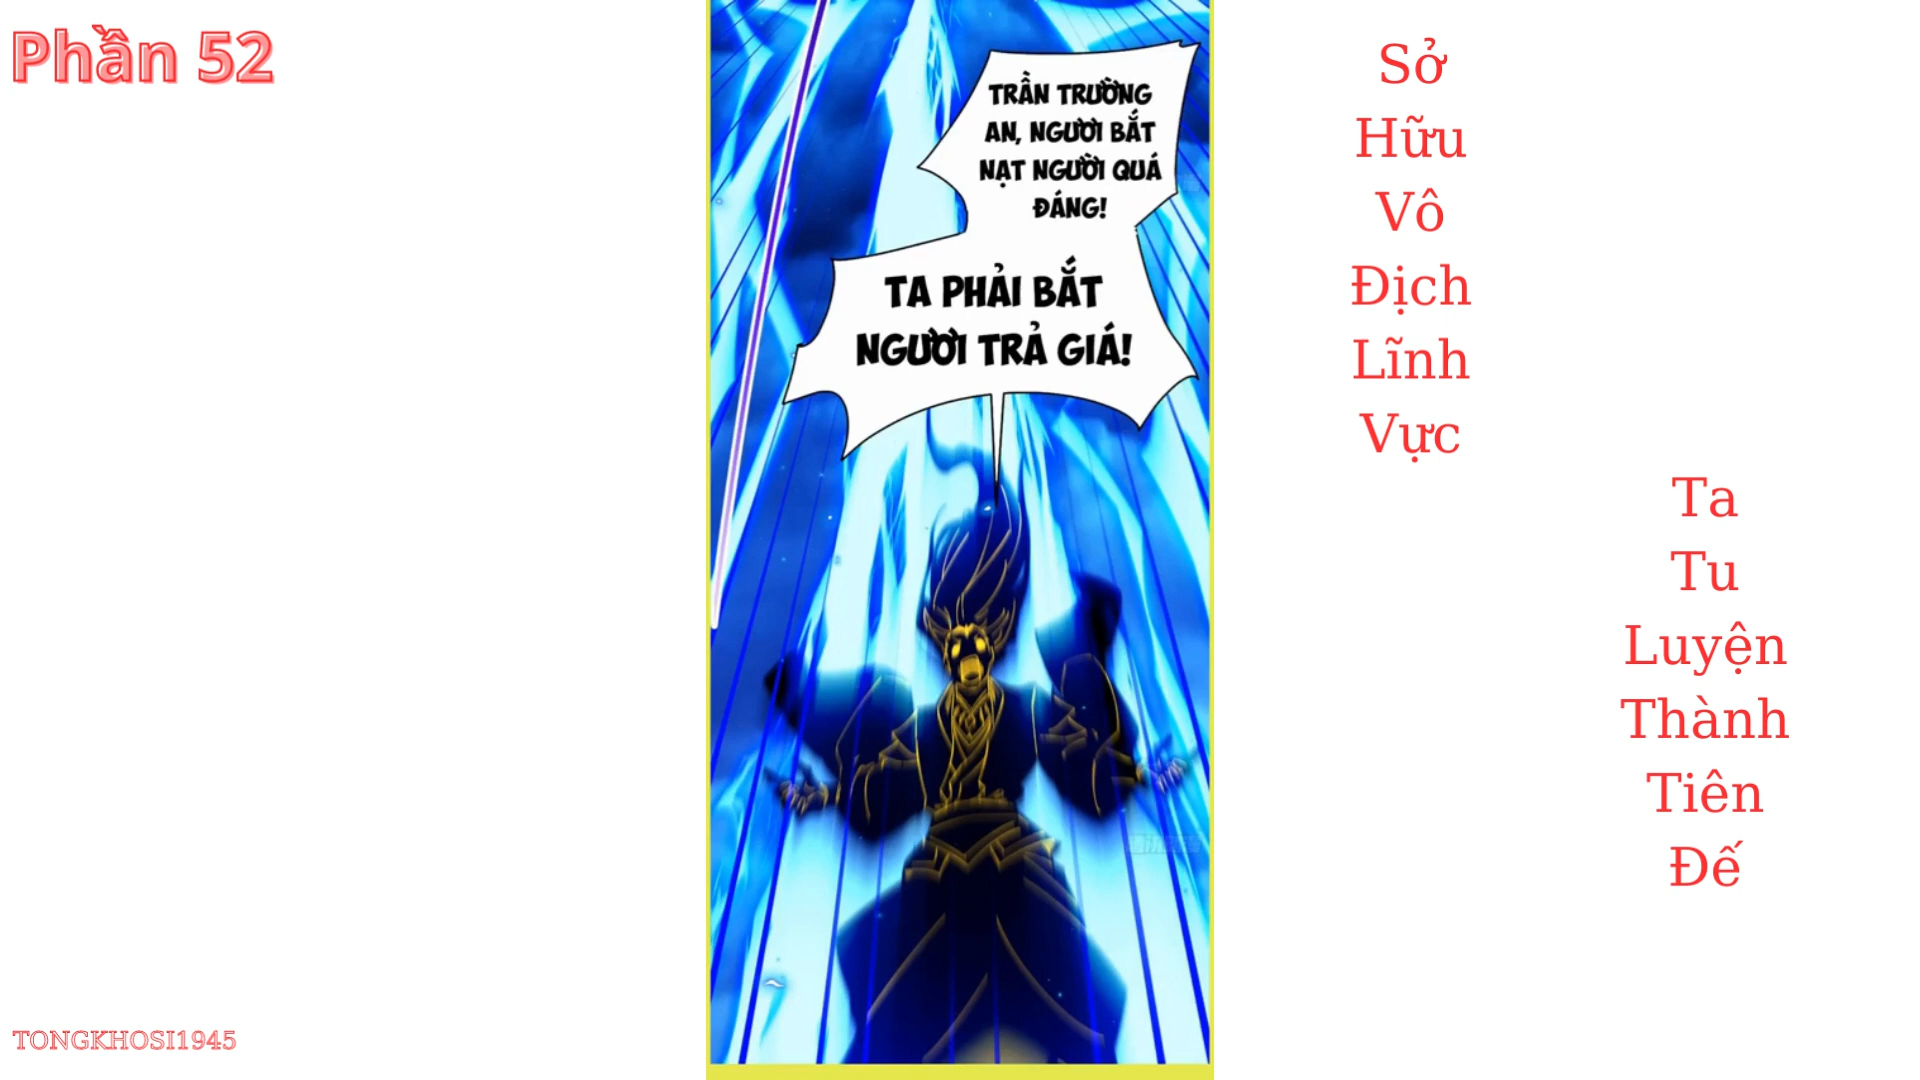 Phần 52
TRẦN TRƯỜNG
AN, NGƯƠI BẮT
NẠT NGƯỜI QUÁ
ĐÁNG!
TA PHẢI BẮT
NGƯƠI TRẢ GIÁ!
Sở
Hữu
Vô
Địch
Lĩnh
Vực
Ta
Tu
Luyện
Thành
Tiên
Đế
TONGKHOSI1945